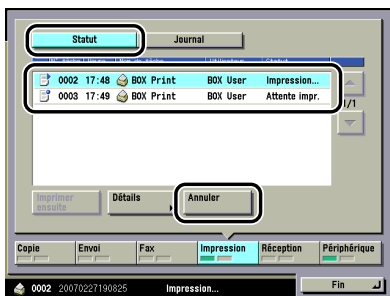 Statut Journal
0002 17:48 BOX Print BOX User Impression...
0003 17:49 BOX Print BOX User Attente impr.
1/1
Imprimer ensuite
Détails
Annuler
Copie Envoi Fax Impression Réception Périphérique
0002 20070227190825 Impression... Fin